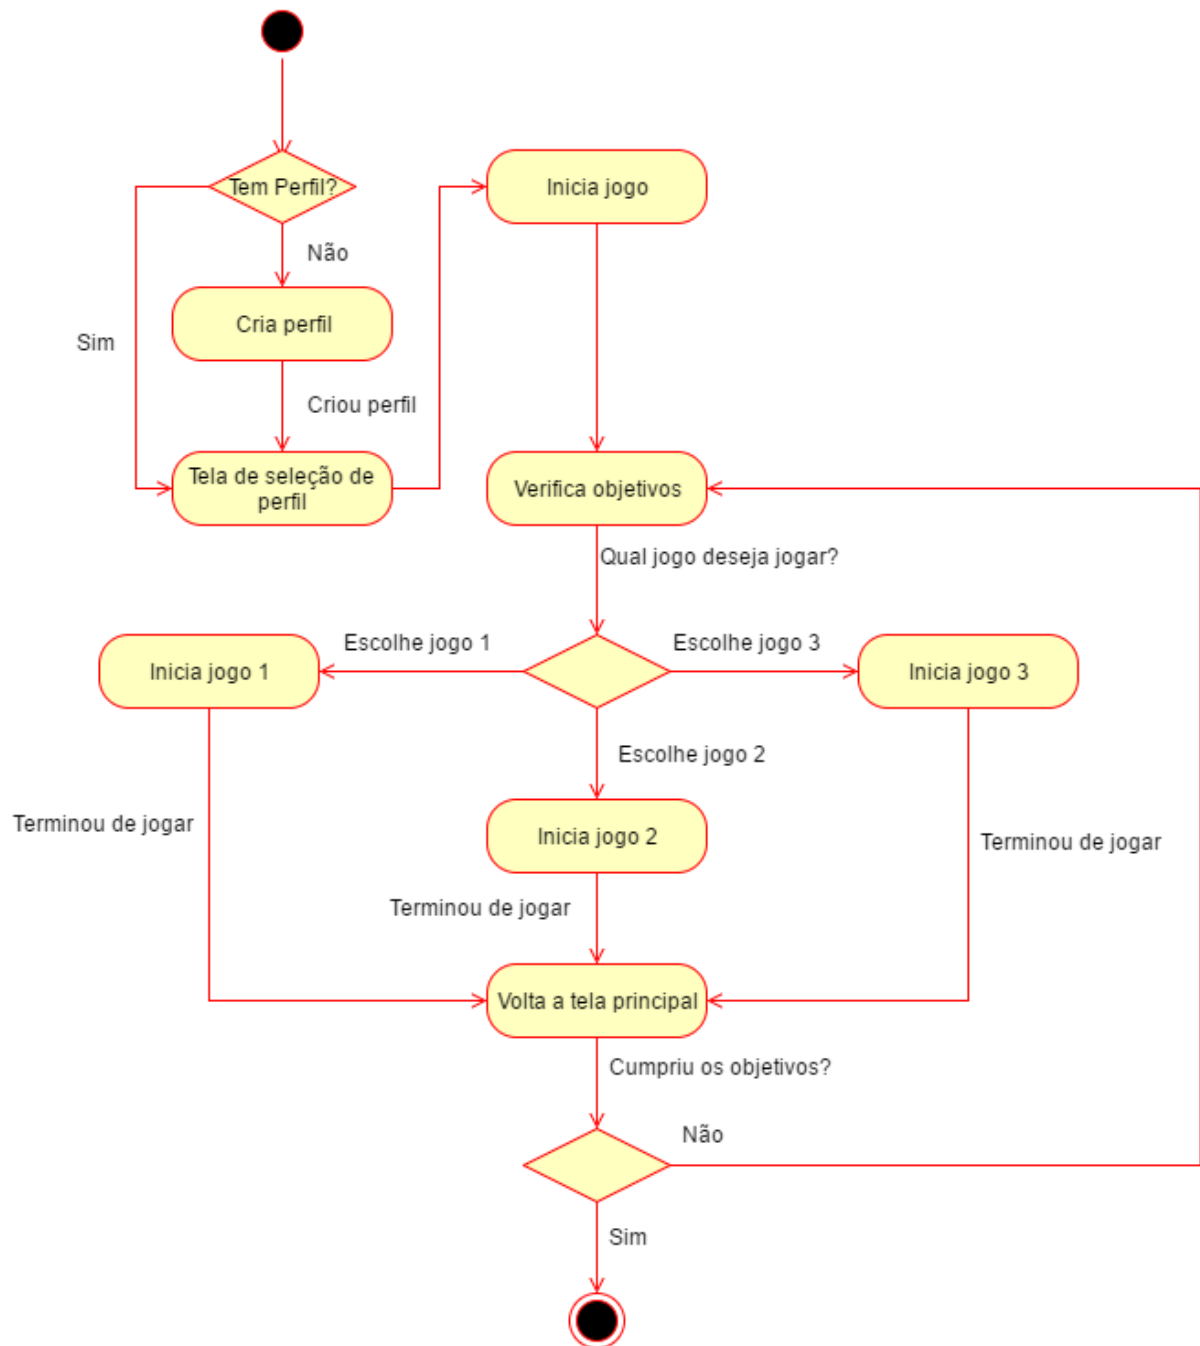 Tem Perfil?
Inicia jogo
Não
Cria perfil
Sim
Criou perfil
Tela de seleção de
perfil
Verifica objetivos
Qual jogo deseja jogar?
Escolhe jogo 1
Escolhe jogo 3
Inicia jogo 1
Inicia jogo 3
Escolhe jogo 2
Inicia jogo 2
Terminou de jogar
Terminou de jogar
Terminou de jogar
Volta a tela principal
Cumpriu os objetivos?
Não
Sim